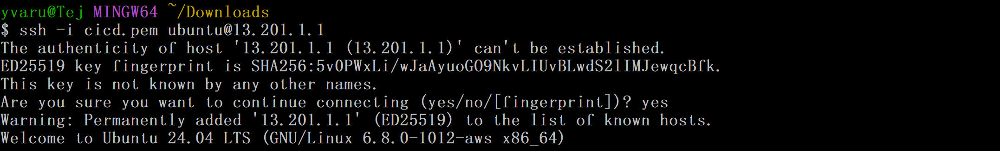 yvaru@Tej MINGW64 ~/Downloads
$ ssh -i cicd.pem ubuntu@13.201.1.1
The authenticity of host '13.201.1.1 (13.201.1.1)' can't be established.
ED25519 key fingerprint is SHA256:5v0PWxLi/wJaAyuoGO9NkvLIUvBLwdS2lIMJewqcBfk.
This key is not known by any other names.
Are you sure you want to continue connecting (yes/no/[fingerprint])? yes
Warning: Permanently added '13.201.1.1' (ED25519) to the list of known hosts.
Welcome to Ubuntu 24.04 LTS (GNU/Linux 6.8.0-1012-aws x86_64)